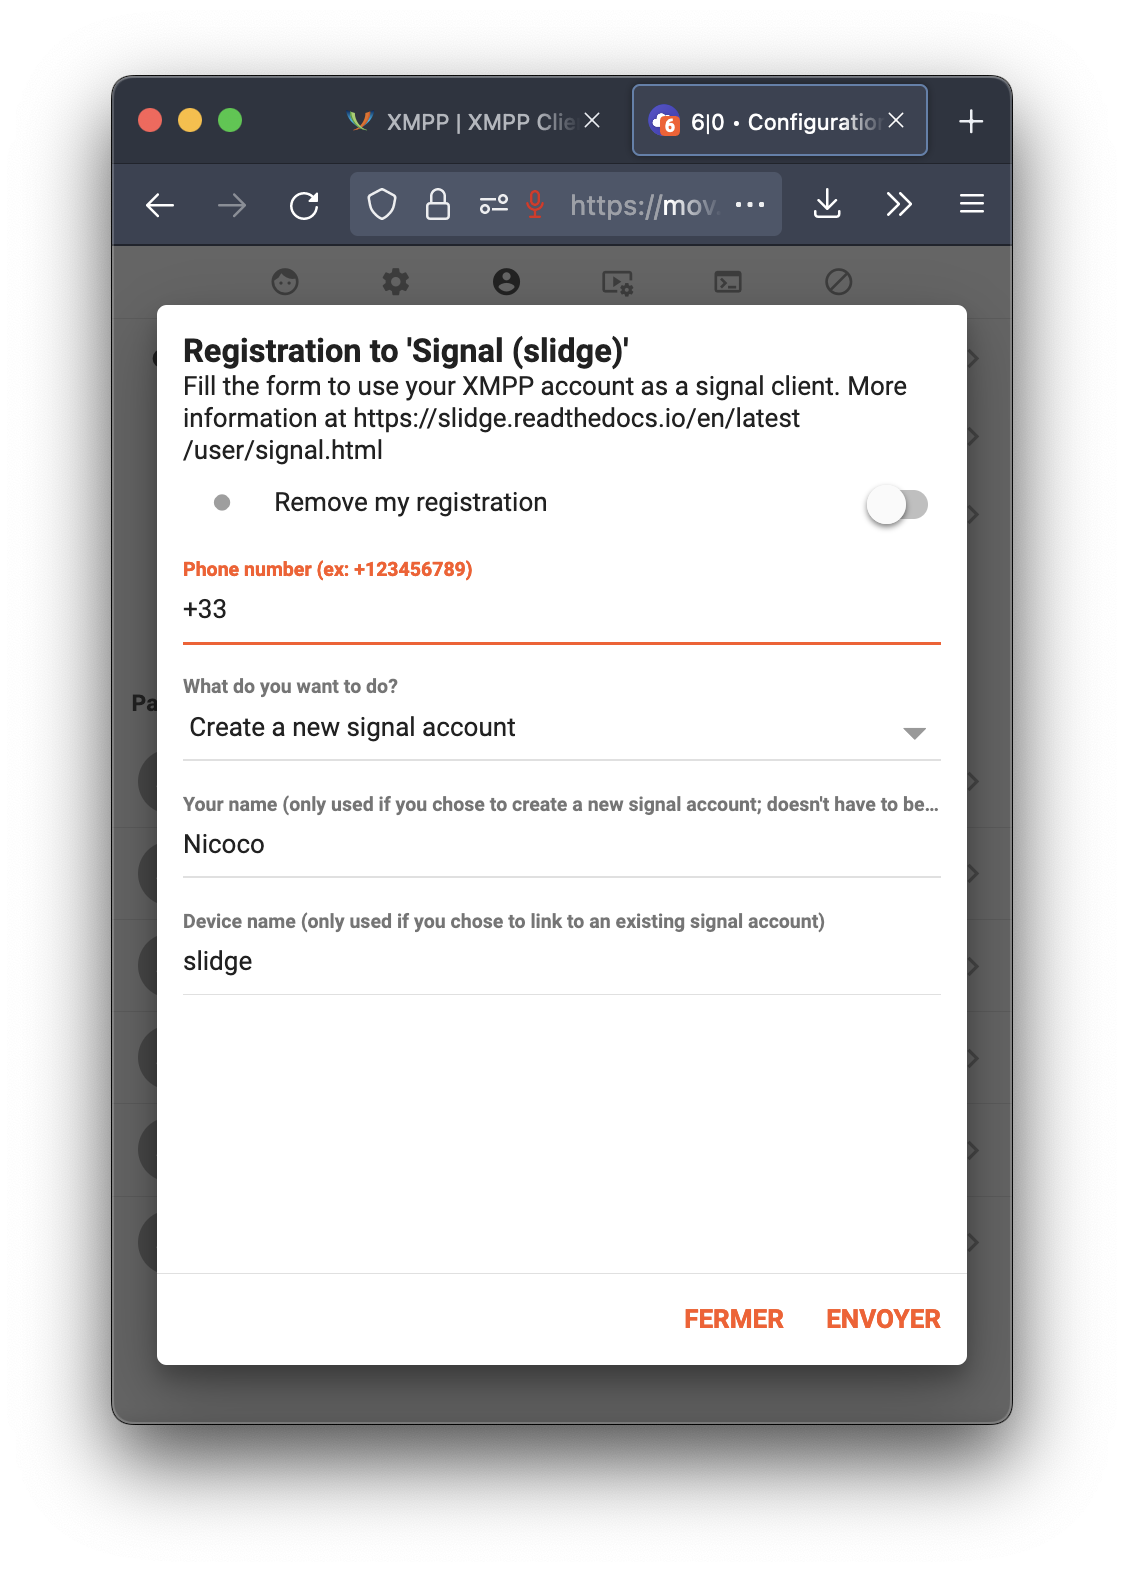 XMPP | XMPP Clie
6|0 • Configuration
https://mov.
Registration to 'Signal (slidge)'
Fill the form to use your XMPP account as a signal client. More
information at https://slidge.readthedocs.io/en/latest
/user/signal.html
Remove my registration
Phone number (ex: +123456789)
+33
What do you want to do?
Pa
Create a new signal account
Your name (only used if you chose to create a new signal account; doesn't have to be…
Nicoco
Device name (only used if you chose to link to an existing signal account)
slidge
FERMER ENVOYER